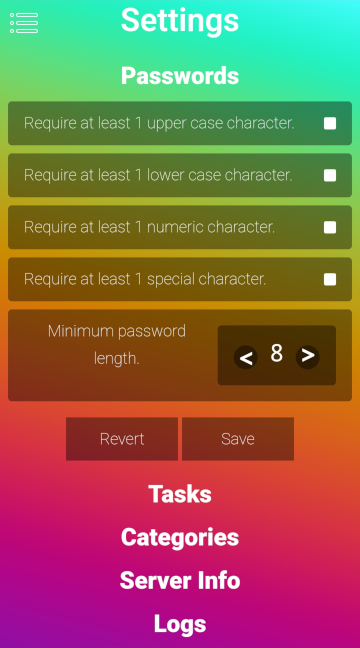 Settings
Passwords
Require at least 1 upper case character.
Require at least 1 lower case character.
Require at least 1 numeric character.
Require at least 1 special character.
Minimum password
length.
< 8 >
Revert Save
Tasks
Categories
Server Info
Logs